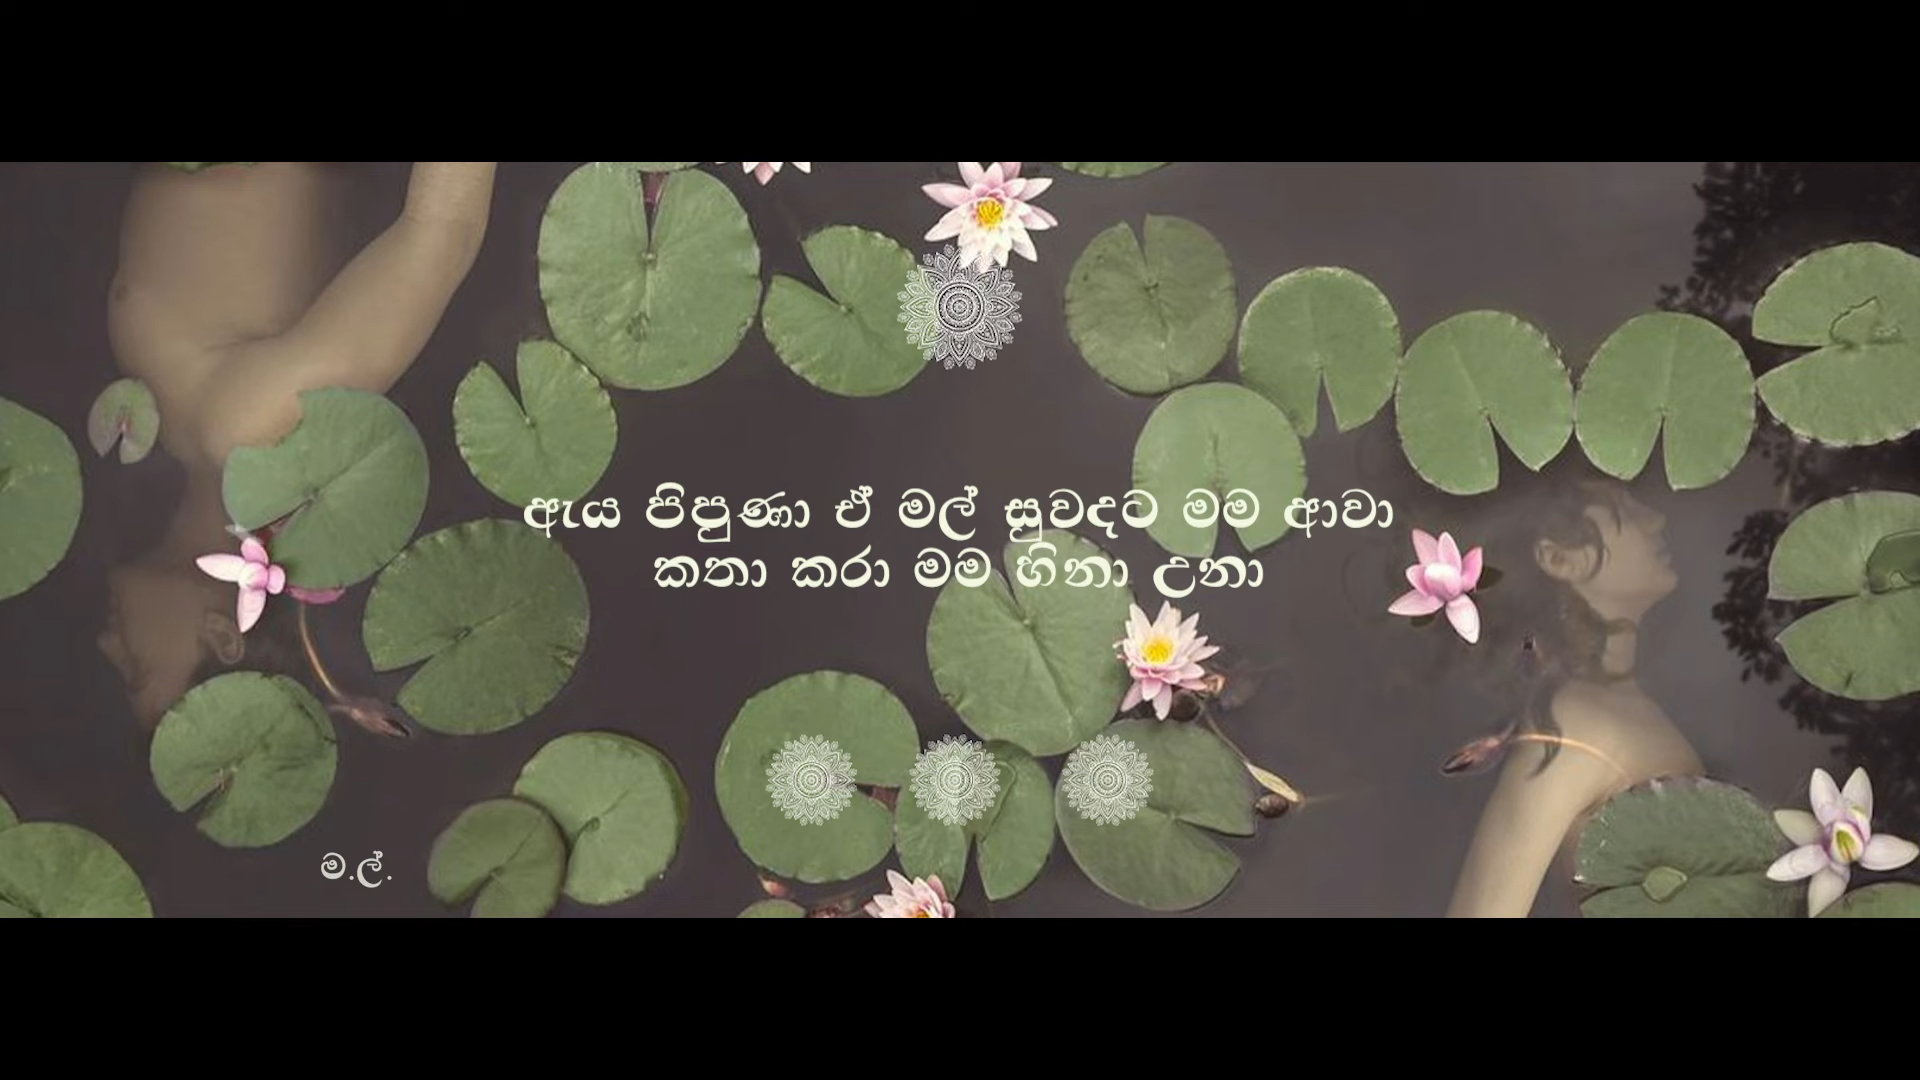 ඇය පිපුණා ඒ මල් සුවඳට මම ආවා
කතා කරා මම හිනා උනා
ම.ල්.